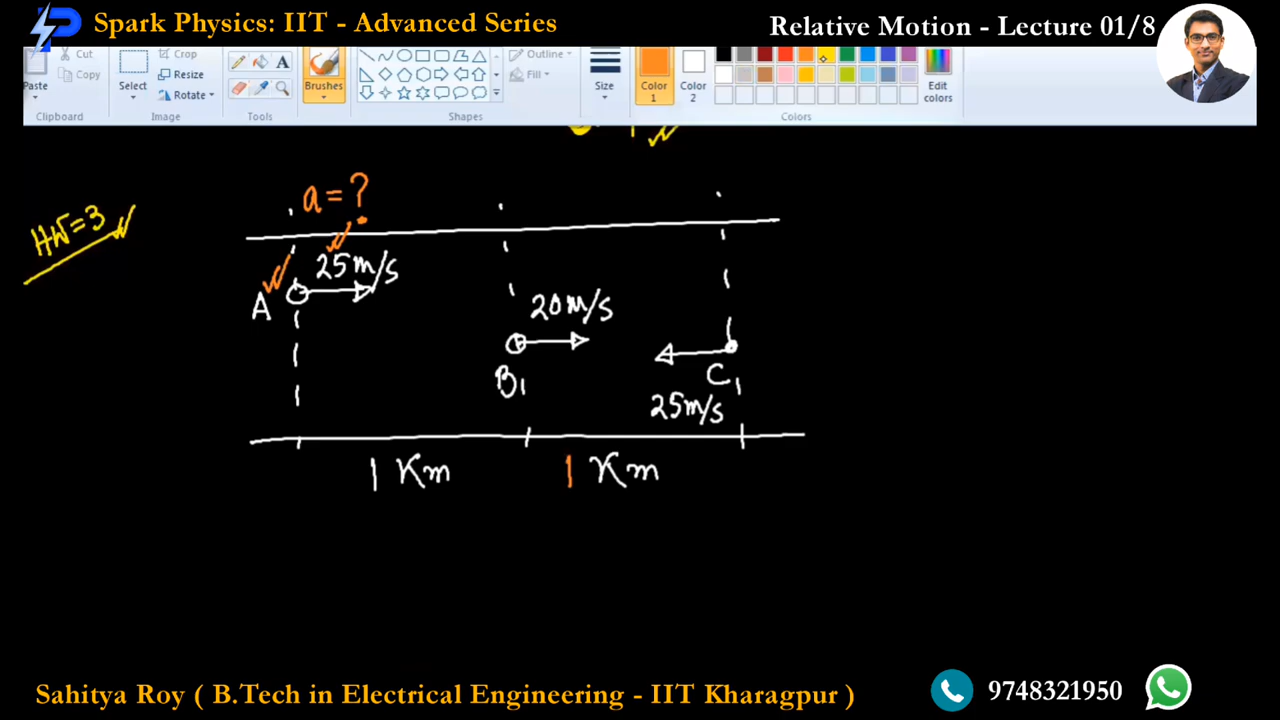 Spark Physics: IIT - Advanced Series
Relative Motion - Lecture 01/8
Cut
Copy
Paste
Clipboard
Crop
Resize
Rotate
Select
Image
Tools
Brushes
Outline
Fill
Shapes
Size
Color 1
Color 2
Edit colors
Colors
HW=3
a = ?
25m/s
A
20m/s
B1
C1
25m/s
1 Km
1 Km
Sahitya Roy ( B.Tech in Electrical Engineering - IIT Kharagpur )
9748321950